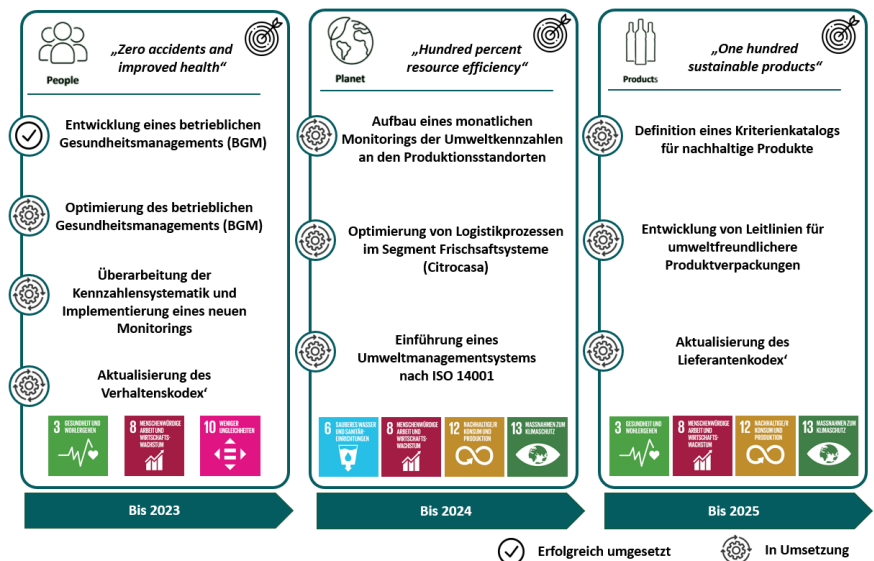 People
„Zero accidents and
improved health“
Entwicklung eines betrieblichen
Gesundheitsmanagements (BGM)
Optimierung des betrieblichen
Gesundheitsmanagements (BGM)
Überarbeitung der
Kennzahlensystematik und
Implementierung eines neuen
Monitorings
Aktualisierung des
Verhaltenskodex‘
3 GESUNDHEIT UND
WOHLERGEHEN
8 MENSCHENWÜRDIGE
ARBEIT UND
WIRTSCHAFTS-
WACHSTUM
10 WENIGER
UNGLEICHHEITEN
Bis 2023
Planet
„Hundred percent
resource efficiency“
Aufbau eines monatlichen
Monitorings der Umweltkennzahlen
an den Produktionsstandorten
Optimierung von Logistikprozessen
im Segment Frischsaftsysteme
(Citrocasa)
Einführung eines
Umweltmanagementsystems
nach ISO 14001
6 SAUBERES WASSER
UND SANITÄR-
EINRICHTUNGEN
8 MENSCHENWÜRDIGE
ARBEIT UND
WIRTSCHAFTS-
WACHSTUM
12 NACHHALTIGE/R
KONSUM UND
PRODUKTION
13 MASSNAHMEN ZUM
KLIMASCHUTZ
Bis 2024
Products
„One hundred
sustainable products“
Definition eines Kriterienkatalogs
für nachhaltige Produkte
Entwicklung von Leitlinien für
umweltfreundlichere
Produktverpackungen
Aktualisierung des
Lieferantenkodex‘
3 GESUNDHEIT UND
WOHLERGEHEN
8 MENSCHENWÜRDIGE
ARBEIT UND
WIRTSCHAFTS-
WACHSTUM
12 NACHHALTIGE/R
KONSUM UND
PRODUKTION
13 MASSNAHMEN ZUM
KLIMASCHUTZ
Bis 2025
Erfolgreich umgesetzt
In Umsetzung